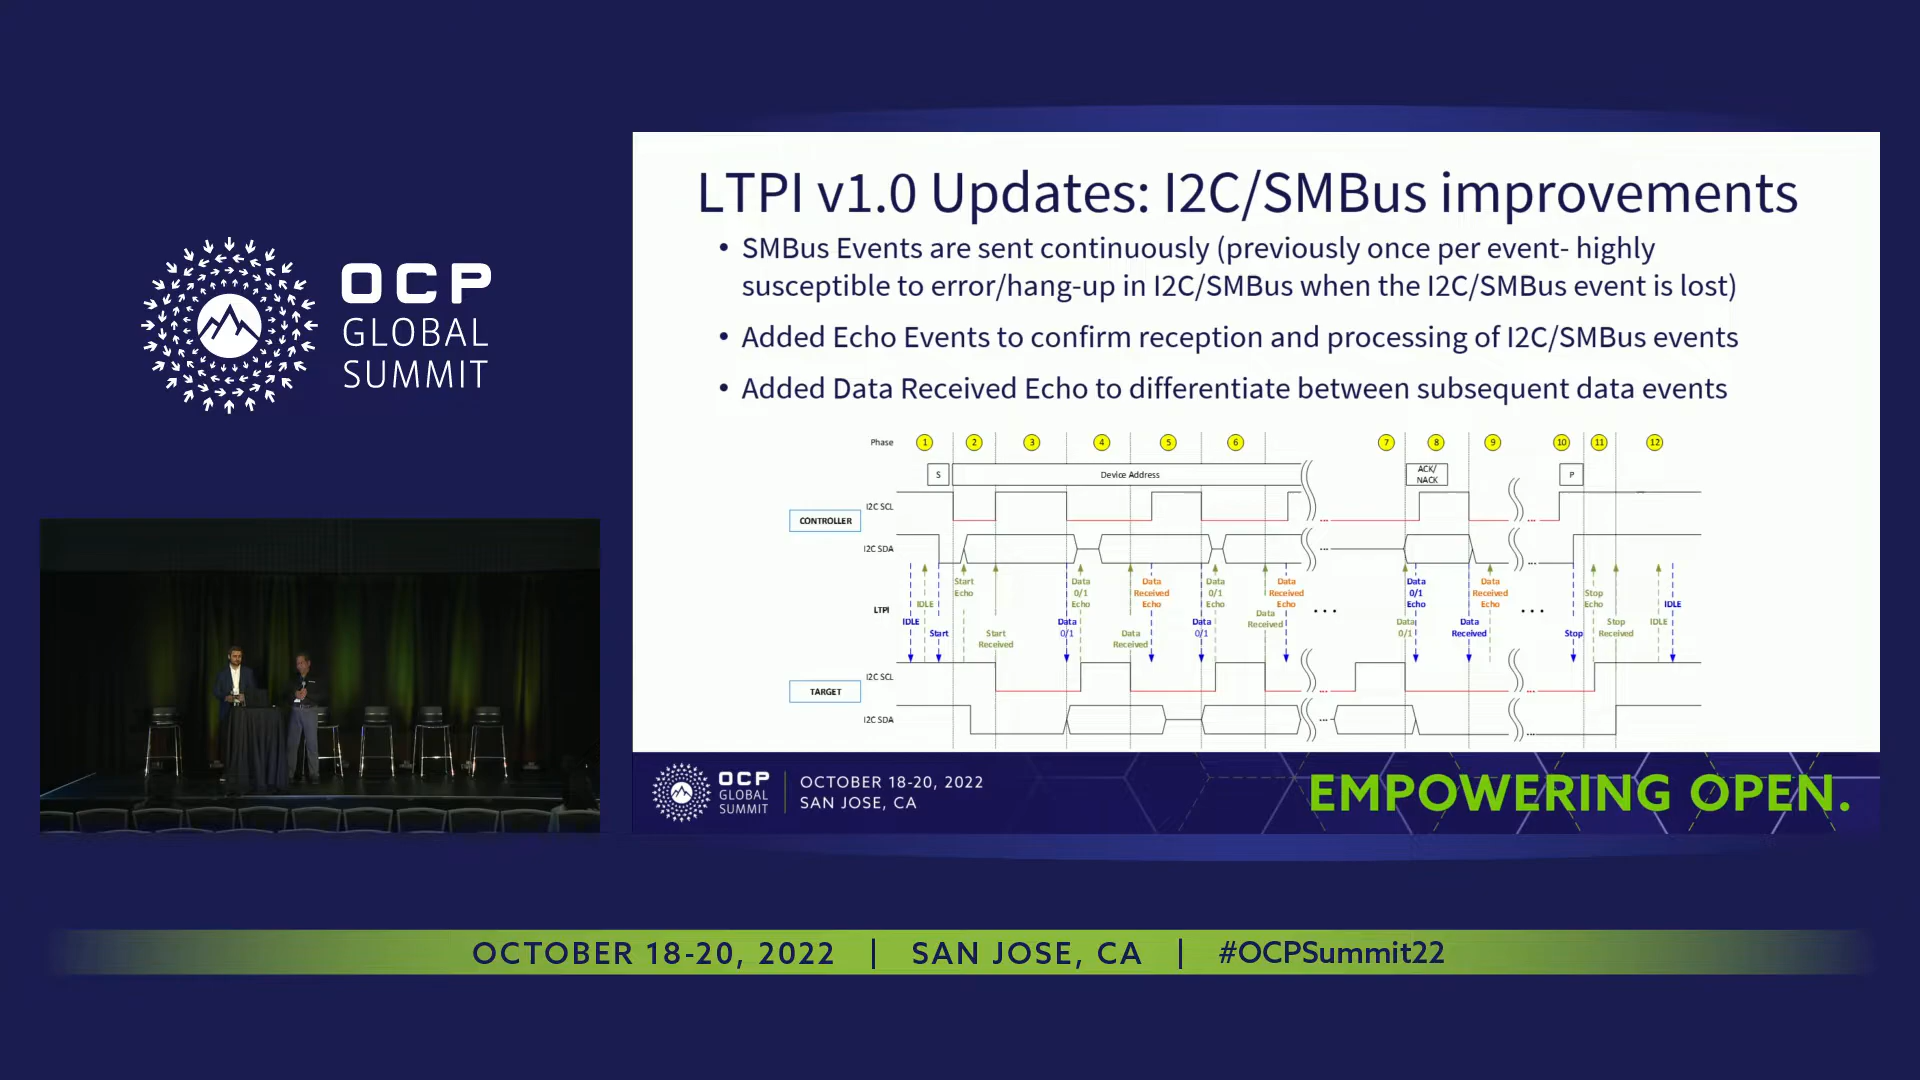 OCP
GLOBAL
SUMMIT
LTPI v1.0 Updates: I2C/SMBus improvements
• SMBus Events are sent continuously (previously once per event- highly
susceptible to error/hang-up in I2C/SMBus when the I2C/SMBus event is lost)
• Added Echo Events to confirm reception and processing of I2C/SMBus events
• Added Data Received Echo to differentiate between subsequent data events
Phase 1 2 3 4 5 6 7 8 9 10 11 12
S Device Address ACK/ P
NACK
I2C SCL
CONTROLLER
I2C SDA
Start Data Data Data Data Data Data Stop
Echo 0/1 Received 0/1 Received 0/1 Received Echo
IDLE Echo Echo Echo Echo Echo Echo
LTPI
Data
Received
IDLE Data Data Data Data Stop IDLE IDLE
0/1 0/1 0/1 Received Received
Start Start Data Stop
Received Received
I2C SCL
TARGET
I2C SDA
OCP
GLOBAL
SUMMIT
OCTOBER 18-20, 2022
SAN JOSE, CA
EMPOWERING OPEN.
OCTOBER 18-20, 2022 | SAN JOSE, CA | #OCPSummit22